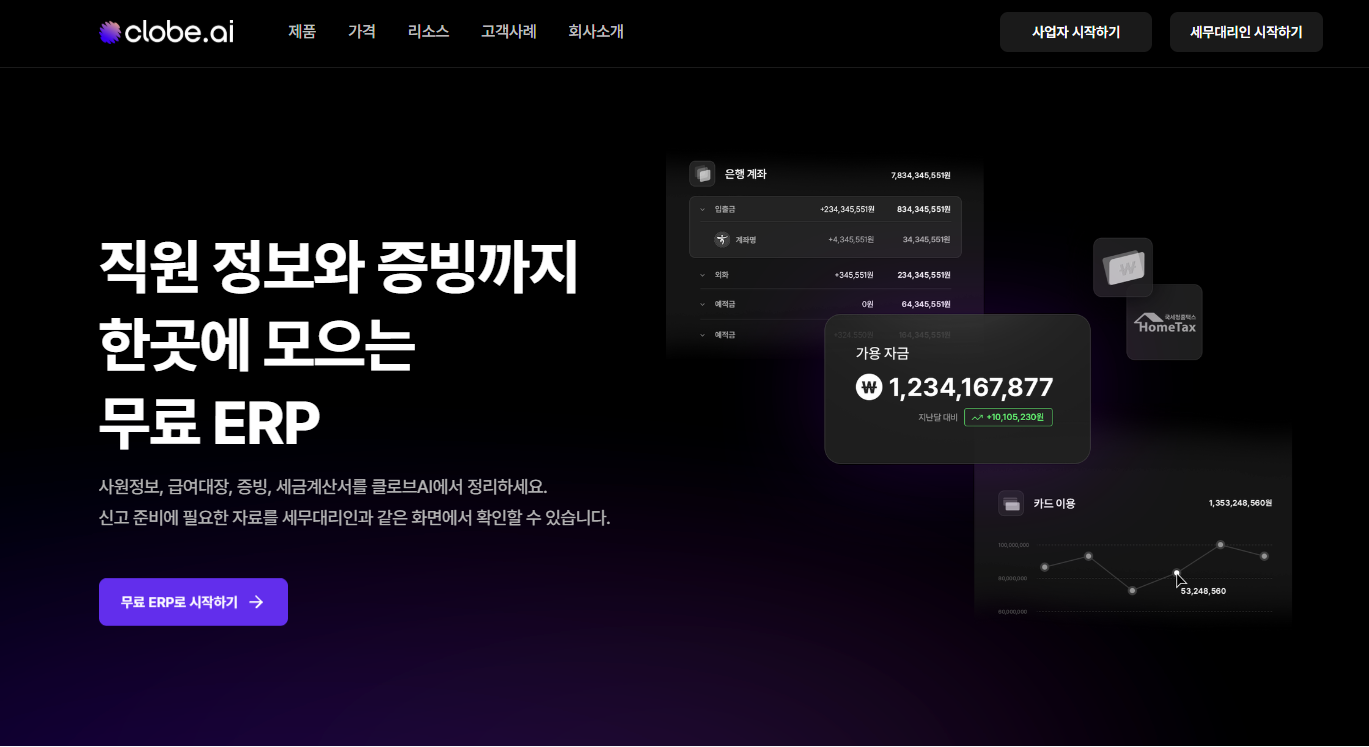 clobe.ai
제품
가격
리소스
고객사례
회사소개
사업자 시작하기
세무대리인 시작하기
직원 정보와 증빙까지
한곳에 모으는
무료 ERP
사원정보, 급여대장, 증빙, 세금계산서를 클로브AI에서 정리하세요.
신고 준비에 필요한 자료를 세무대리인과 같은 화면에서 확인할 수 있습니다.
무료 ERP로 시작하기
은행 계좌 7,834,345,551원
입출금 +234,345,551원 834,345,551원
계좌명 +4,345,551원 34,345,551원
외화 +345,551원 234,345,551원
예적금 0원 64,345,551원
예적금
국세청홈택스
HomeTax
가용 자금
₩ 1,234,167,877
지난달 대비 +10,105,230원
카드 이용 1,353,248,560원
100,000,000
53,248,560